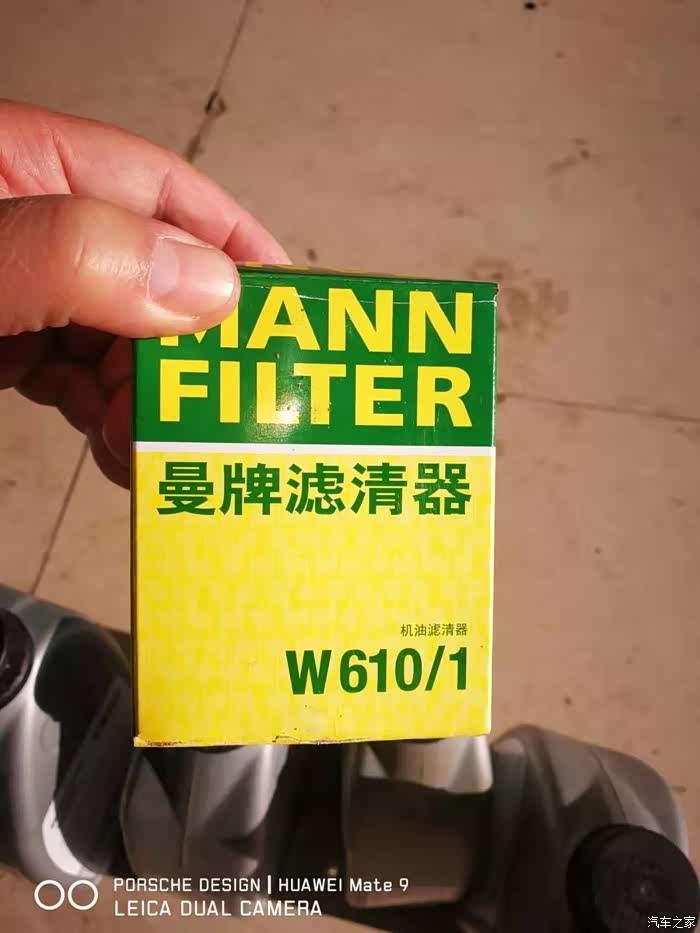 MANN
FILTER
曼牌滤清器
机油滤清器
W610/1
PORSCHE DESIGN | HUAWEI Mate 9
LEICA DUAL CAMERA
汽车之家